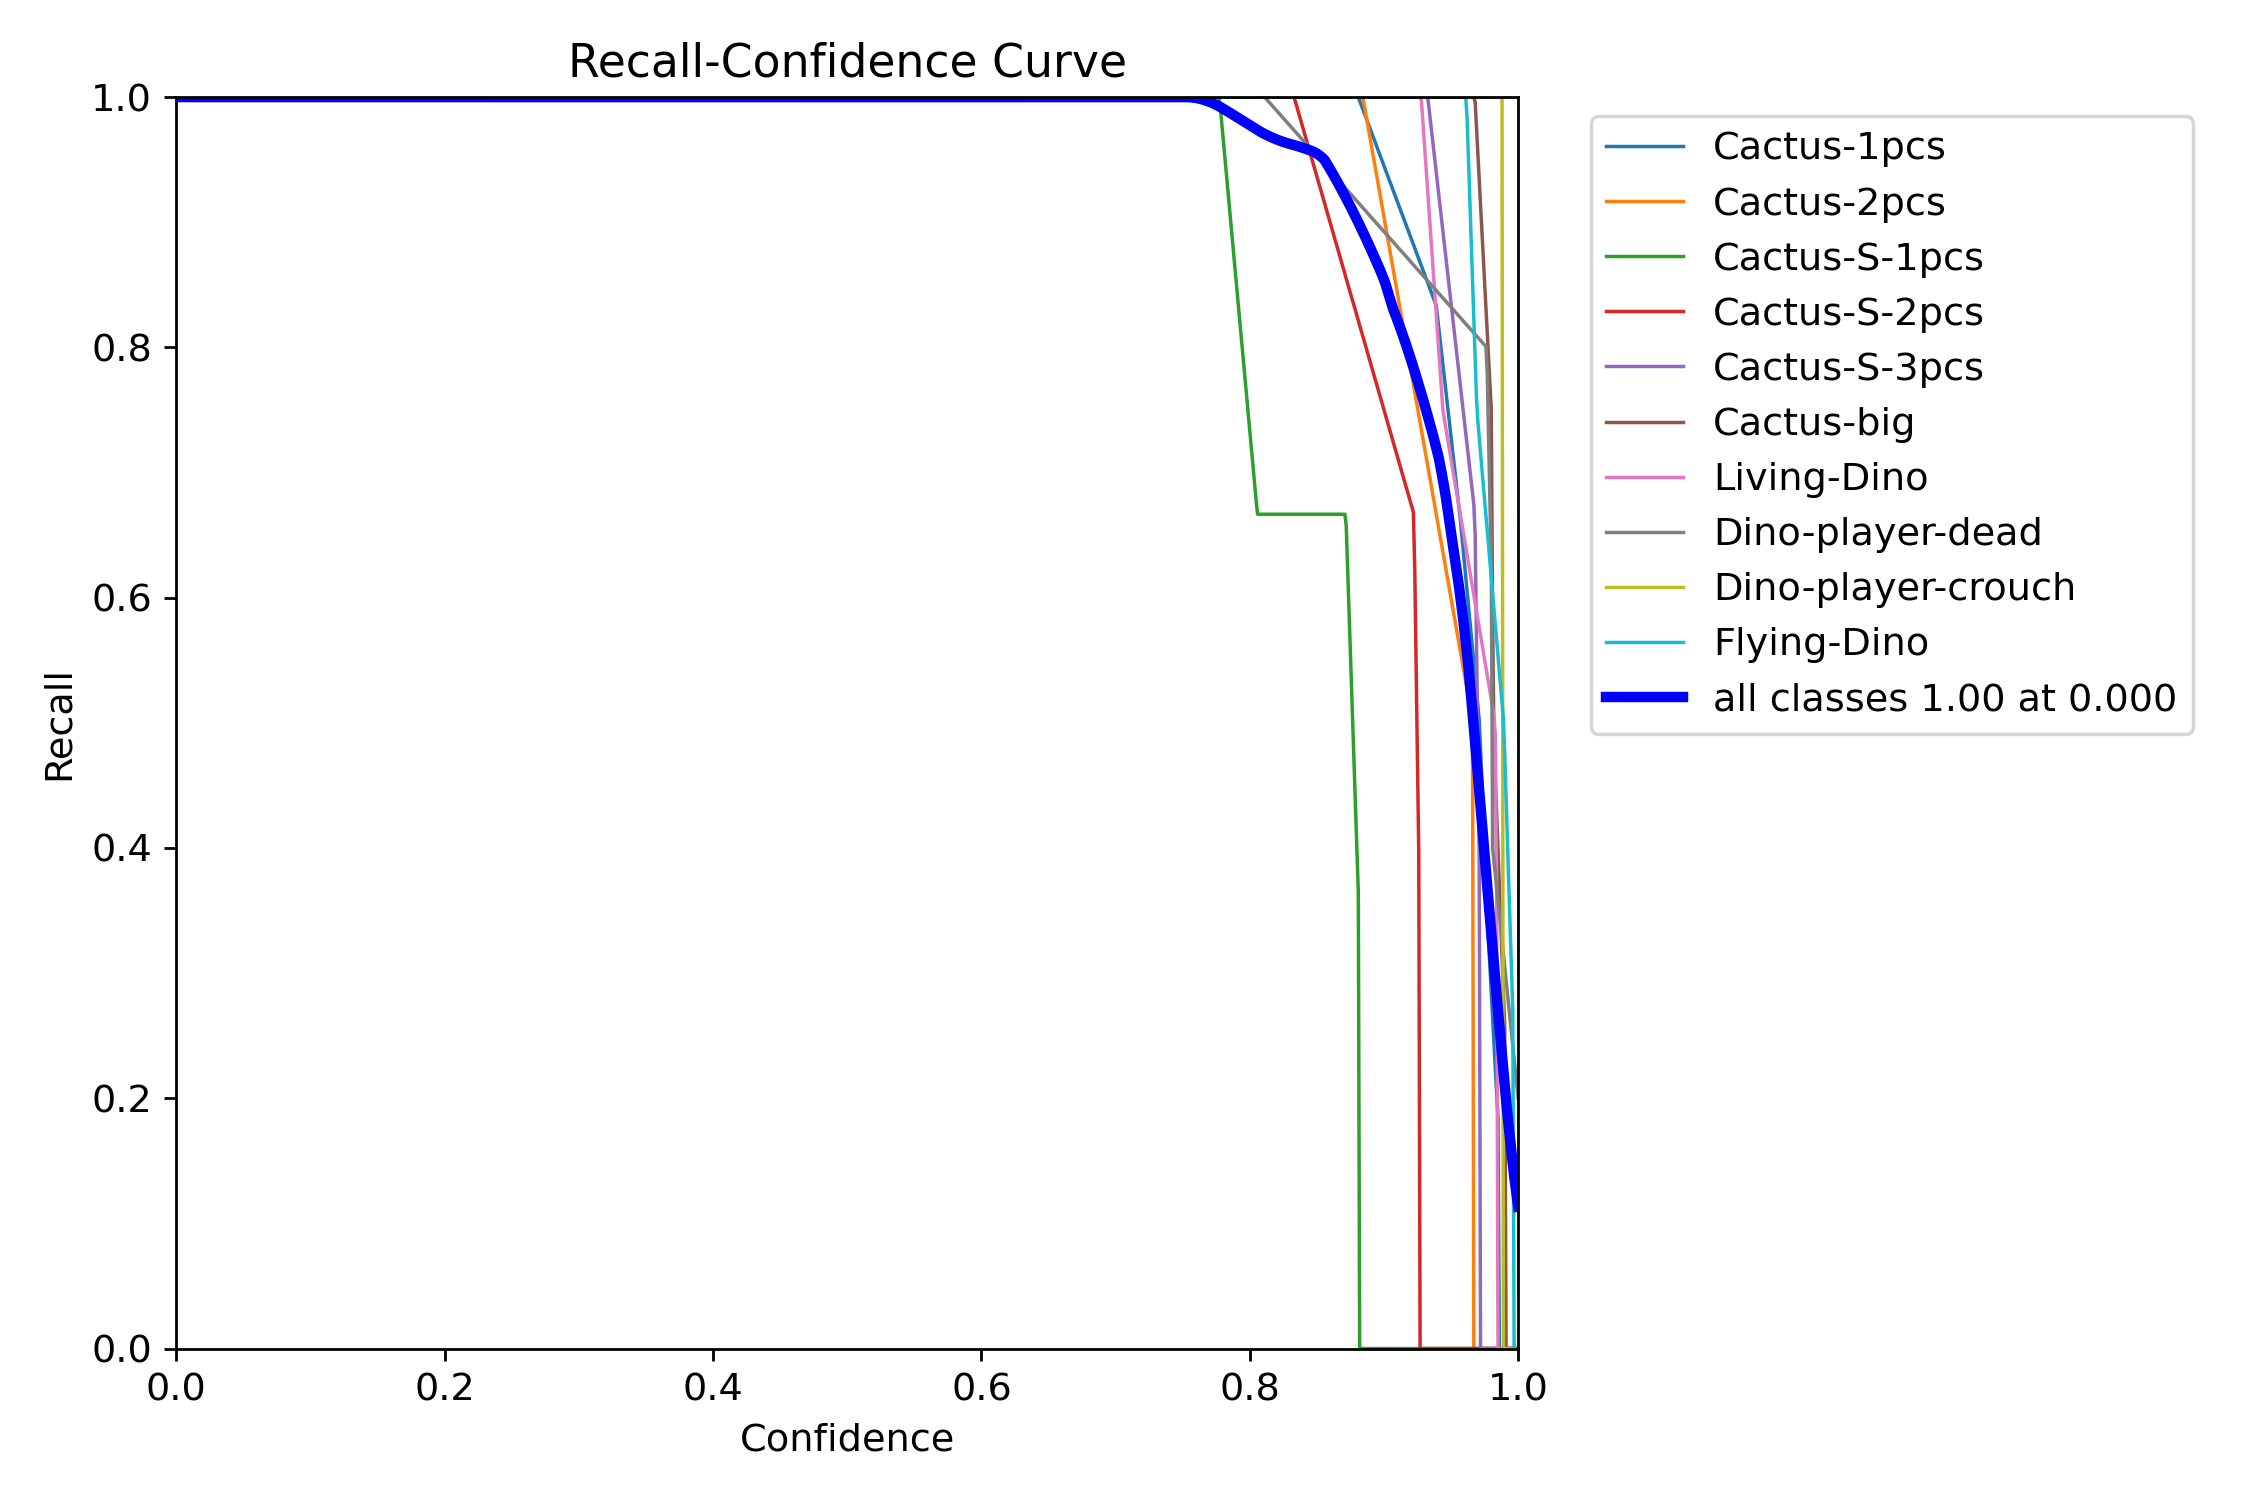 Recall-Confidence Curve
1.0
0.8
0.6
0.4
0.2
0.0
Recall
0.0 0.2 0.4 0.6 0.8 1.0
Confidence
Cactus-1pcs
Cactus-2pcs
Cactus-S-1pcs
Cactus-S-2pcs
Cactus-S-3pcs
Cactus-big
Living-Dino
Dino-player-dead
Dino-player-crouch
Flying-Dino
all classes 1.00 at 0.000